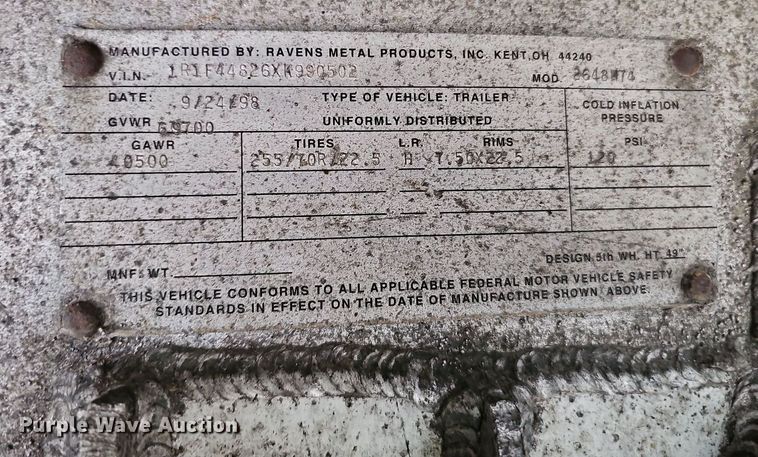 MANUFACTURED BY: RAVENS METAL PRODUCTS, INC. KENT, OH 44240
V.I.N. 1R1F44826XK990502 MOD. 2648H74
DATE: 9/24/98 TYPE OF VEHICLE: TRAILER COLD INFLATION
PRESSURE
GVWR 69700 UNIFORMLY DISTRIBUTED
GAWR TIRES L.R. RIMS PSI
40500 255/70R/22.5 H 7.50X22.5 120
MNF. WT. DESIGN 5th WH. HT. 49"
THIS VEHICLE CONFORMS TO ALL APPLICABLE FEDERAL MOTOR VEHICLE SAFETY
STANDARDS IN EFFECT ON THE DATE OF MANUFACTURE SHOWN ABOVE.
Purple Wave Auction